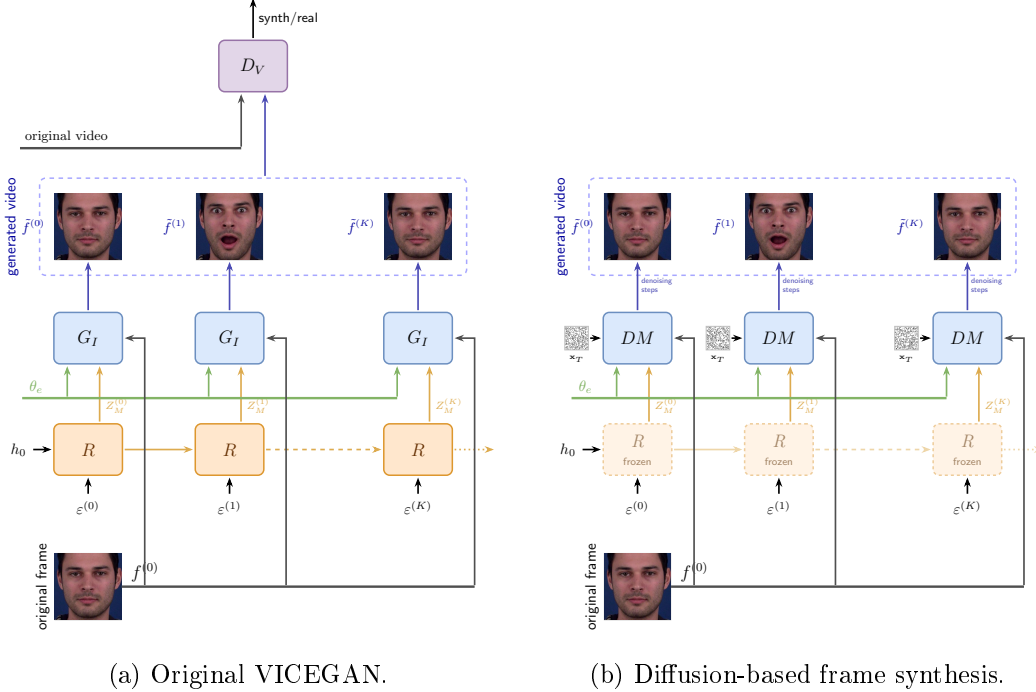 synth/real
D_V
original video
generated video
f̃^(0) f̃^(1) f̃^(K)
G_I G_I G_I
θ_e
Z_M^(0) Z_M^(1) Z_M^(K)
h_0 R R R
ε^(0) ε^(1) ε^(K)
original frame
f^(0)
(a) Original VICEGAN.
generated video
f̃^(0) f̃^(1) f̃^(K)
denoising denoising denoising
steps steps steps
DM DM DM
x_T x_T x_T
θ_e
Z_M^(0) Z_M^(1) Z_M^(K)
h_0 R R R
frozen frozen frozen
ε^(0) ε^(1) ε^(K)
original frame
f^(0)
(b) Diffusion-based frame synthesis.